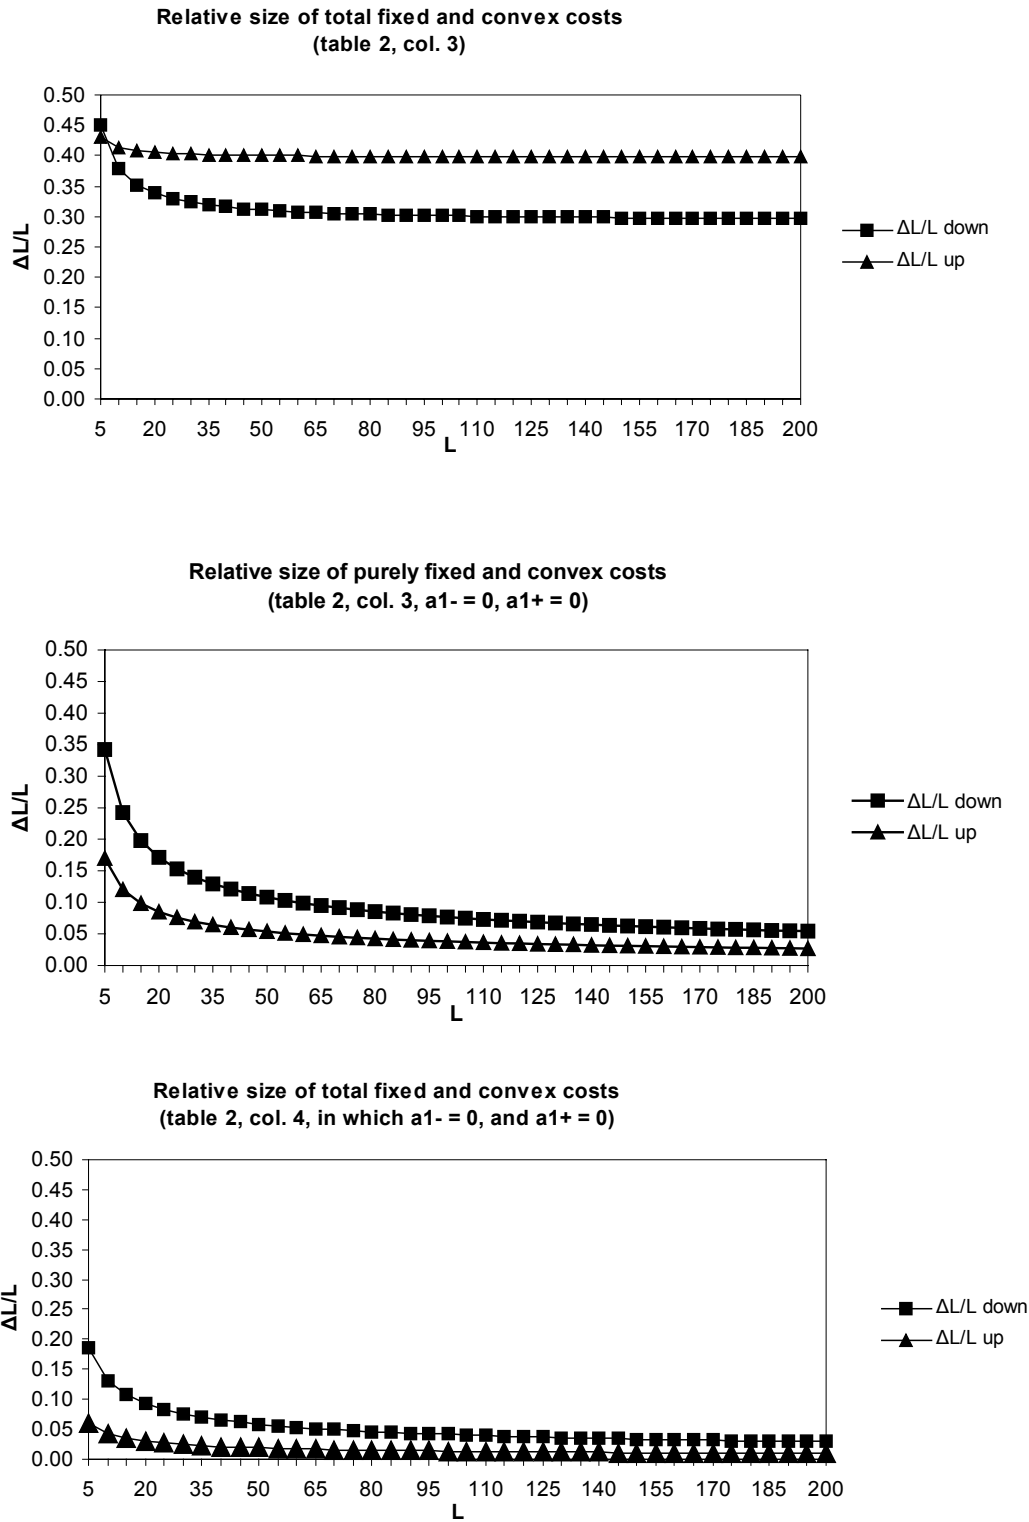 Relative size of total fixed and convex costs
(table 2, col. 3)
0.50
0.45
0.40
0.35
0.30
0.25
0.20
0.15
0.10
0.05
0.00
ΔL/L
5 20 35 50 65 80 95 110 125 140 155 170 185 200
L
ΔL/L down
ΔL/L up
Relative size of purely fixed and convex costs
(table 2, col. 3, a1- = 0, a1+ = 0)
0.50
0.45
0.40
0.35
0.30
0.25
0.20
0.15
0.10
0.05
0.00
ΔL/L
5 20 35 50 65 80 95 110 125 140 155 170 185 200
L
ΔL/L down
ΔL/L up
Relative size of total fixed and convex costs
(table 2, col. 4, in which a1- = 0, and a1+ = 0)
0.50
0.45
0.40
0.35
0.30
0.25
0.20
0.15
0.10
0.05
0.00
ΔL/L
5 20 35 50 65 80 95 110 125 140 155 170 185 200
L
ΔL/L down
ΔL/L up